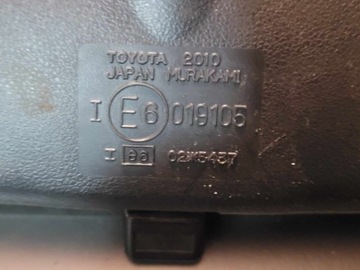 TOYOTA 2010
JAPAN MURAKAMI
I E6 019105
I